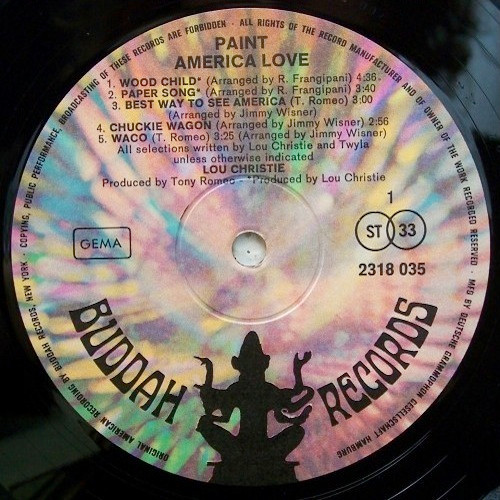 COPYING, PUBLIC PERFORMANCE, BROADCASTING OF THESE RECORDS ARE FORBIDDEN · ALL RIGHTS OF THE RECORD MANUFACTURER AND OF OWNER OF THE WORK RECORDED RESERVED · MFG BY DEUTSCHE GRAMMOPHON GESELLSCHAFT HAMBURG
PAINT
AMERICA LOVE
1. WOOD CHILD* (Arranged by R. Frangipani) 4:36
2. PAPER SONG* (Arranged by R. Frangipani) 3:40
3. BEST WAY TO SEE AMERICA (T. Romeo) 3:00
(Arranged by Jimmy Wisner)
4. CHUCKIE WAGON (Arranged by Jimmy Wisner) 2:56
5. WACO (T. Romeo) 3:25 (Arranged by Jimmy Wisner)
All selections written by Lou Christie and Twyla
unless otherwise indicated
LOU CHRISTIE
Produced by Tony Romeo - *Produced by Lou Christie
1
GEMA
ST 33
2318 035
BUDDAH RECORDS
ORIGINAL AMERICAN RECORDING BY BUDDAH RECORDS, NEW YORK ·